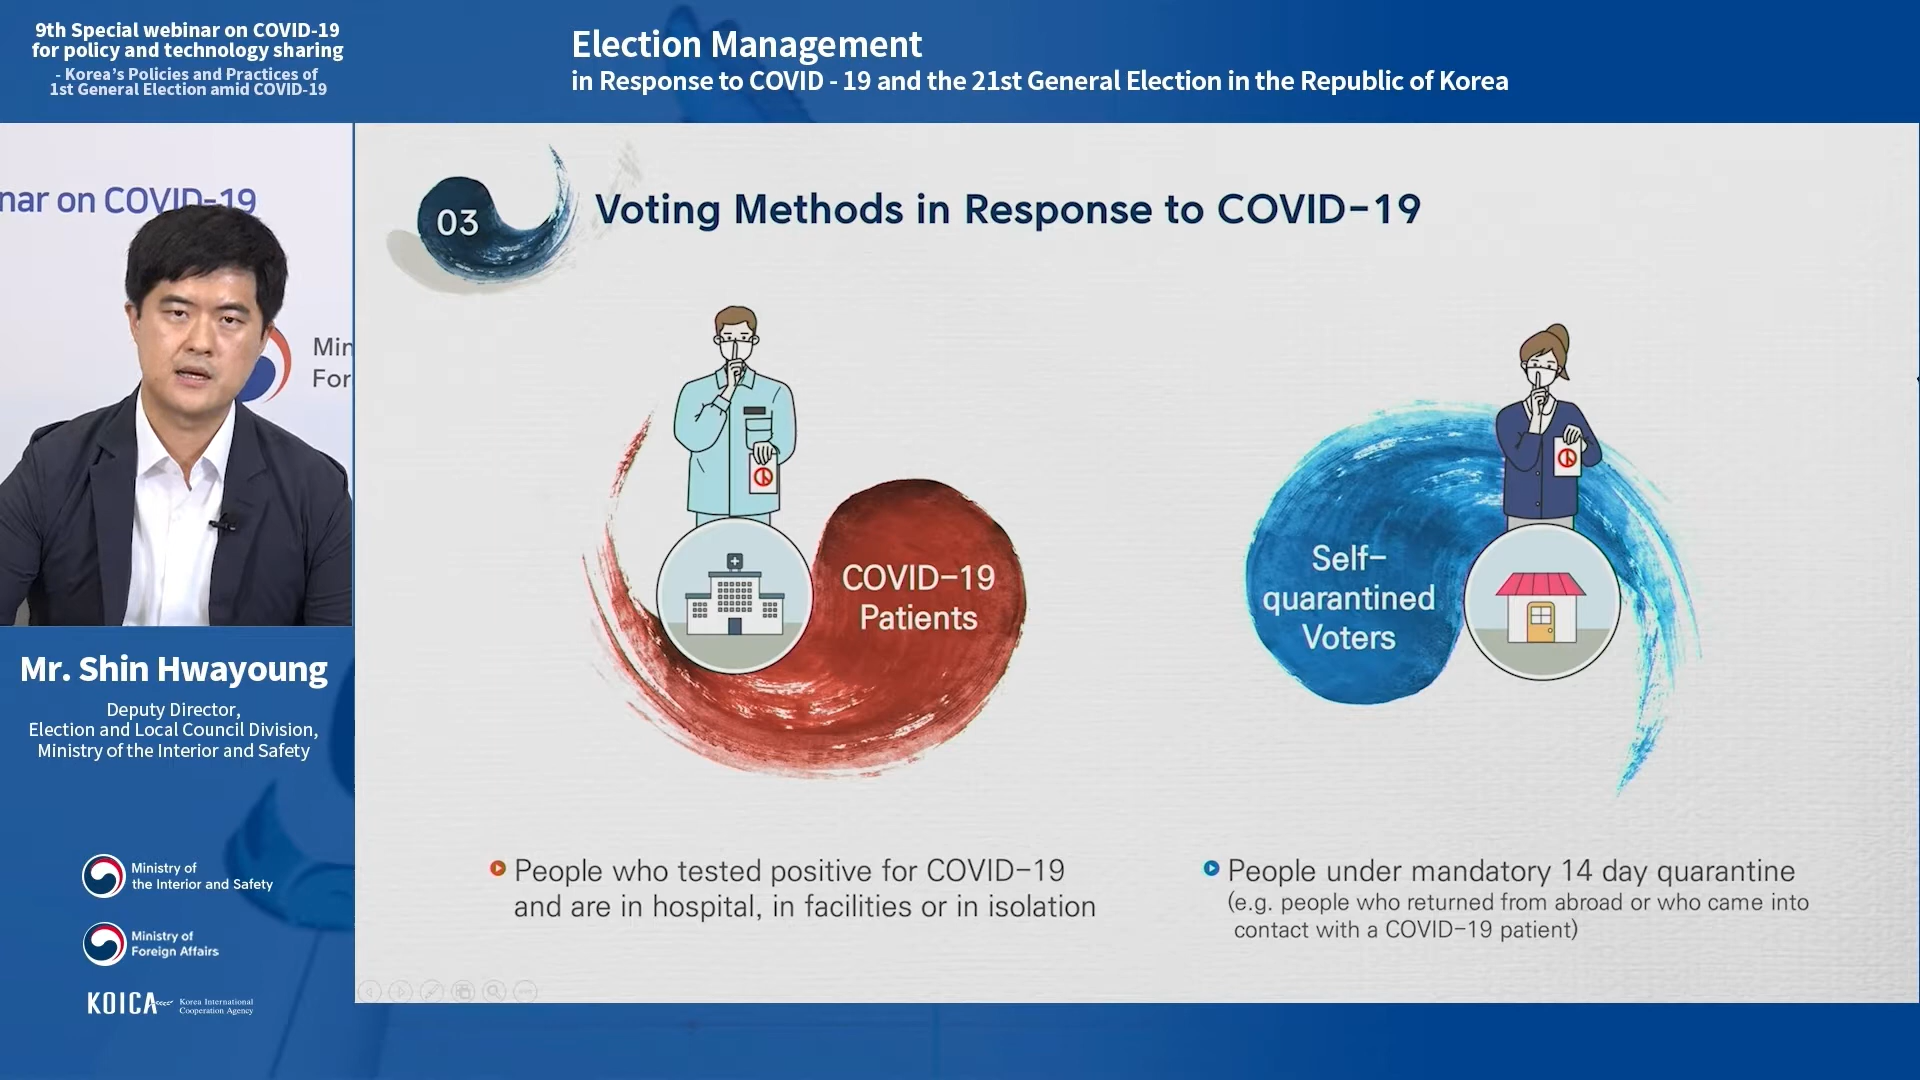 9th Special webinar on COVID-19
for policy and technology sharing
- Korea's Policies and Practices of
1st General Election amid COVID-19
Election Management
in Response to COVID - 19 and the 21st General Election in the Republic of Korea
nar on COVID-19
Min
For
Mr. Shin Hwayoung
Deputy Director,
Election and Local Council Division,
Ministry of the Interior and Safety
Ministry of
the Interior and Safety
Ministry of
Foreign Affairs
KOICA
Korea International
Cooperation Agency
03
Voting Methods in Response to COVID-19
COVID-19
Patients
Self-
quarantined
Voters
People who tested positive for COVID-19
and are in hospital, in facilities or in isolation
People under mandatory 14 day quarantine
(e.g. people who returned from abroad or who came into
contact with a COVID-19 patient)